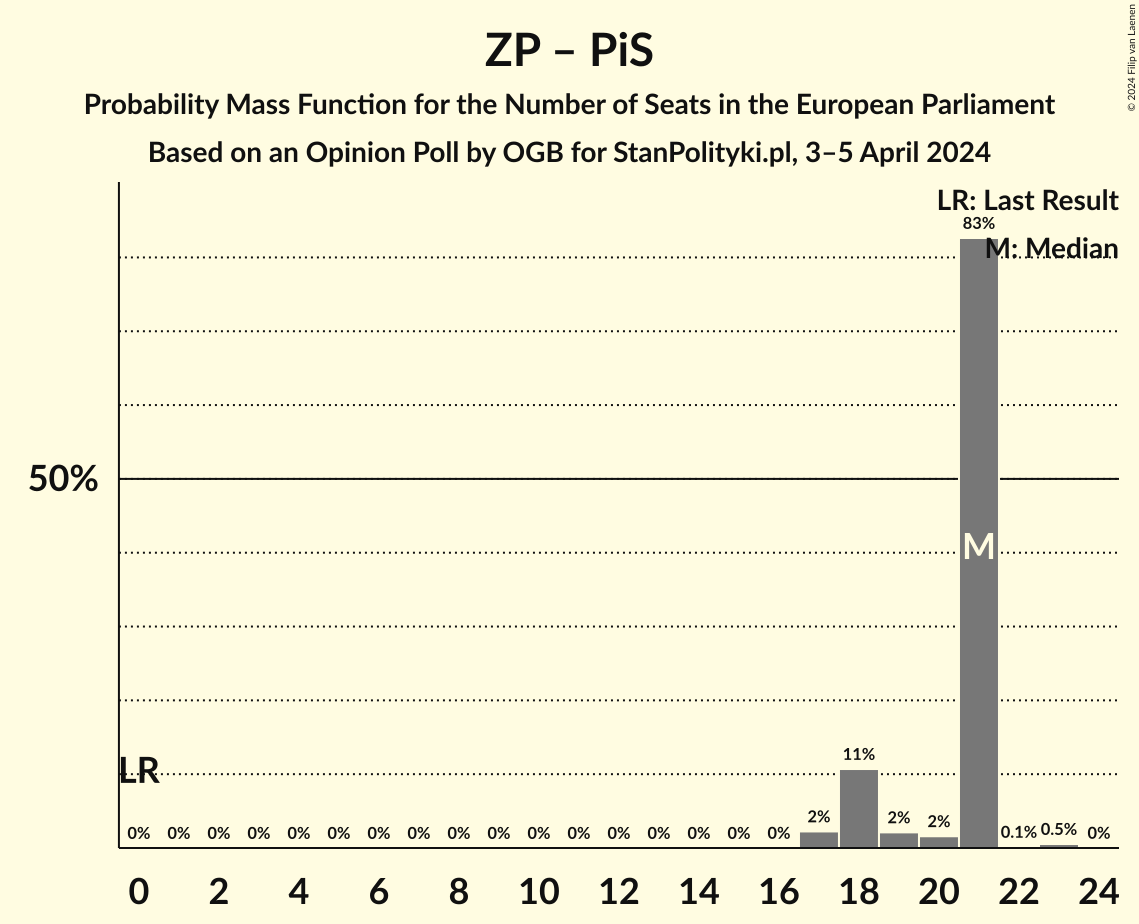 ZP – PiS
Probability Mass Function for the Number of Seats in the European Parliament
Based on an Opinion Poll by OGB for StanPolityki.pl, 3–5 April 2024
© 2024 Filip van Laenen
LR: Last Result
83%
M: Median
50%
M
LR
11%
0% 0% 0% 0% 0% 0% 0% 0% 0% 0% 0% 0% 0% 0% 0% 0% 0% 2% 2% 2% 0.1% 0.5% 0%
0 2 4 6 8 10 12 14 16 18 20 22 24